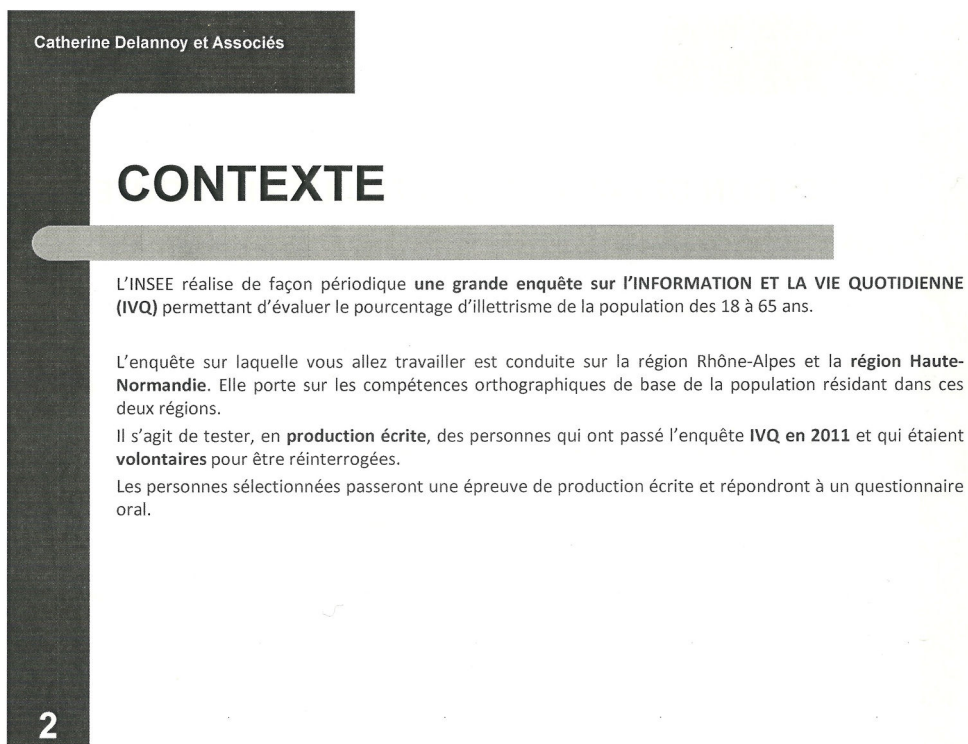 Catherine Delannoy et Associés
CONTEXTE
L’INSEE réalise de façon périodique une grande enquête sur l’INFORMATION ET LA VIE QUOTIDIENNE
(IVQ) permettant d’évaluer le pourcentage d’illettrisme de la population des 18 à 65 ans.
L’enquête sur laquelle vous allez travailler est conduite sur la région Rhône-Alpes et la région Haute-
Normandie. Elle porte sur les compétences orthographiques de base de la population résidant dans ces
deux régions.
Il s’agit de tester, en production écrite, des personnes qui ont passé l’enquête IVQ en 2011 et qui étaient
volontaires pour être réinterrogées.
Les personnes sélectionnées passeront une épreuve de production écrite et répondront à un questionnaire
oral.
2